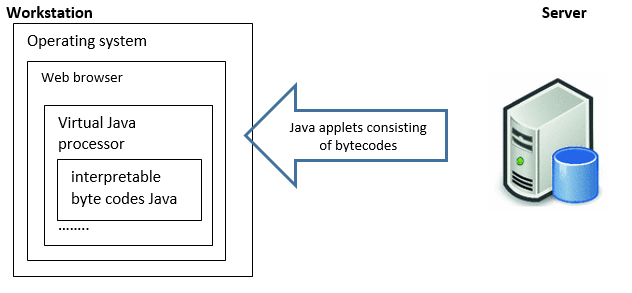 Workstation
Server
Operating system
Web browser
Virtual Java
processor
interpretable
byte codes Java
........
Java applets consisting
of bytecodes